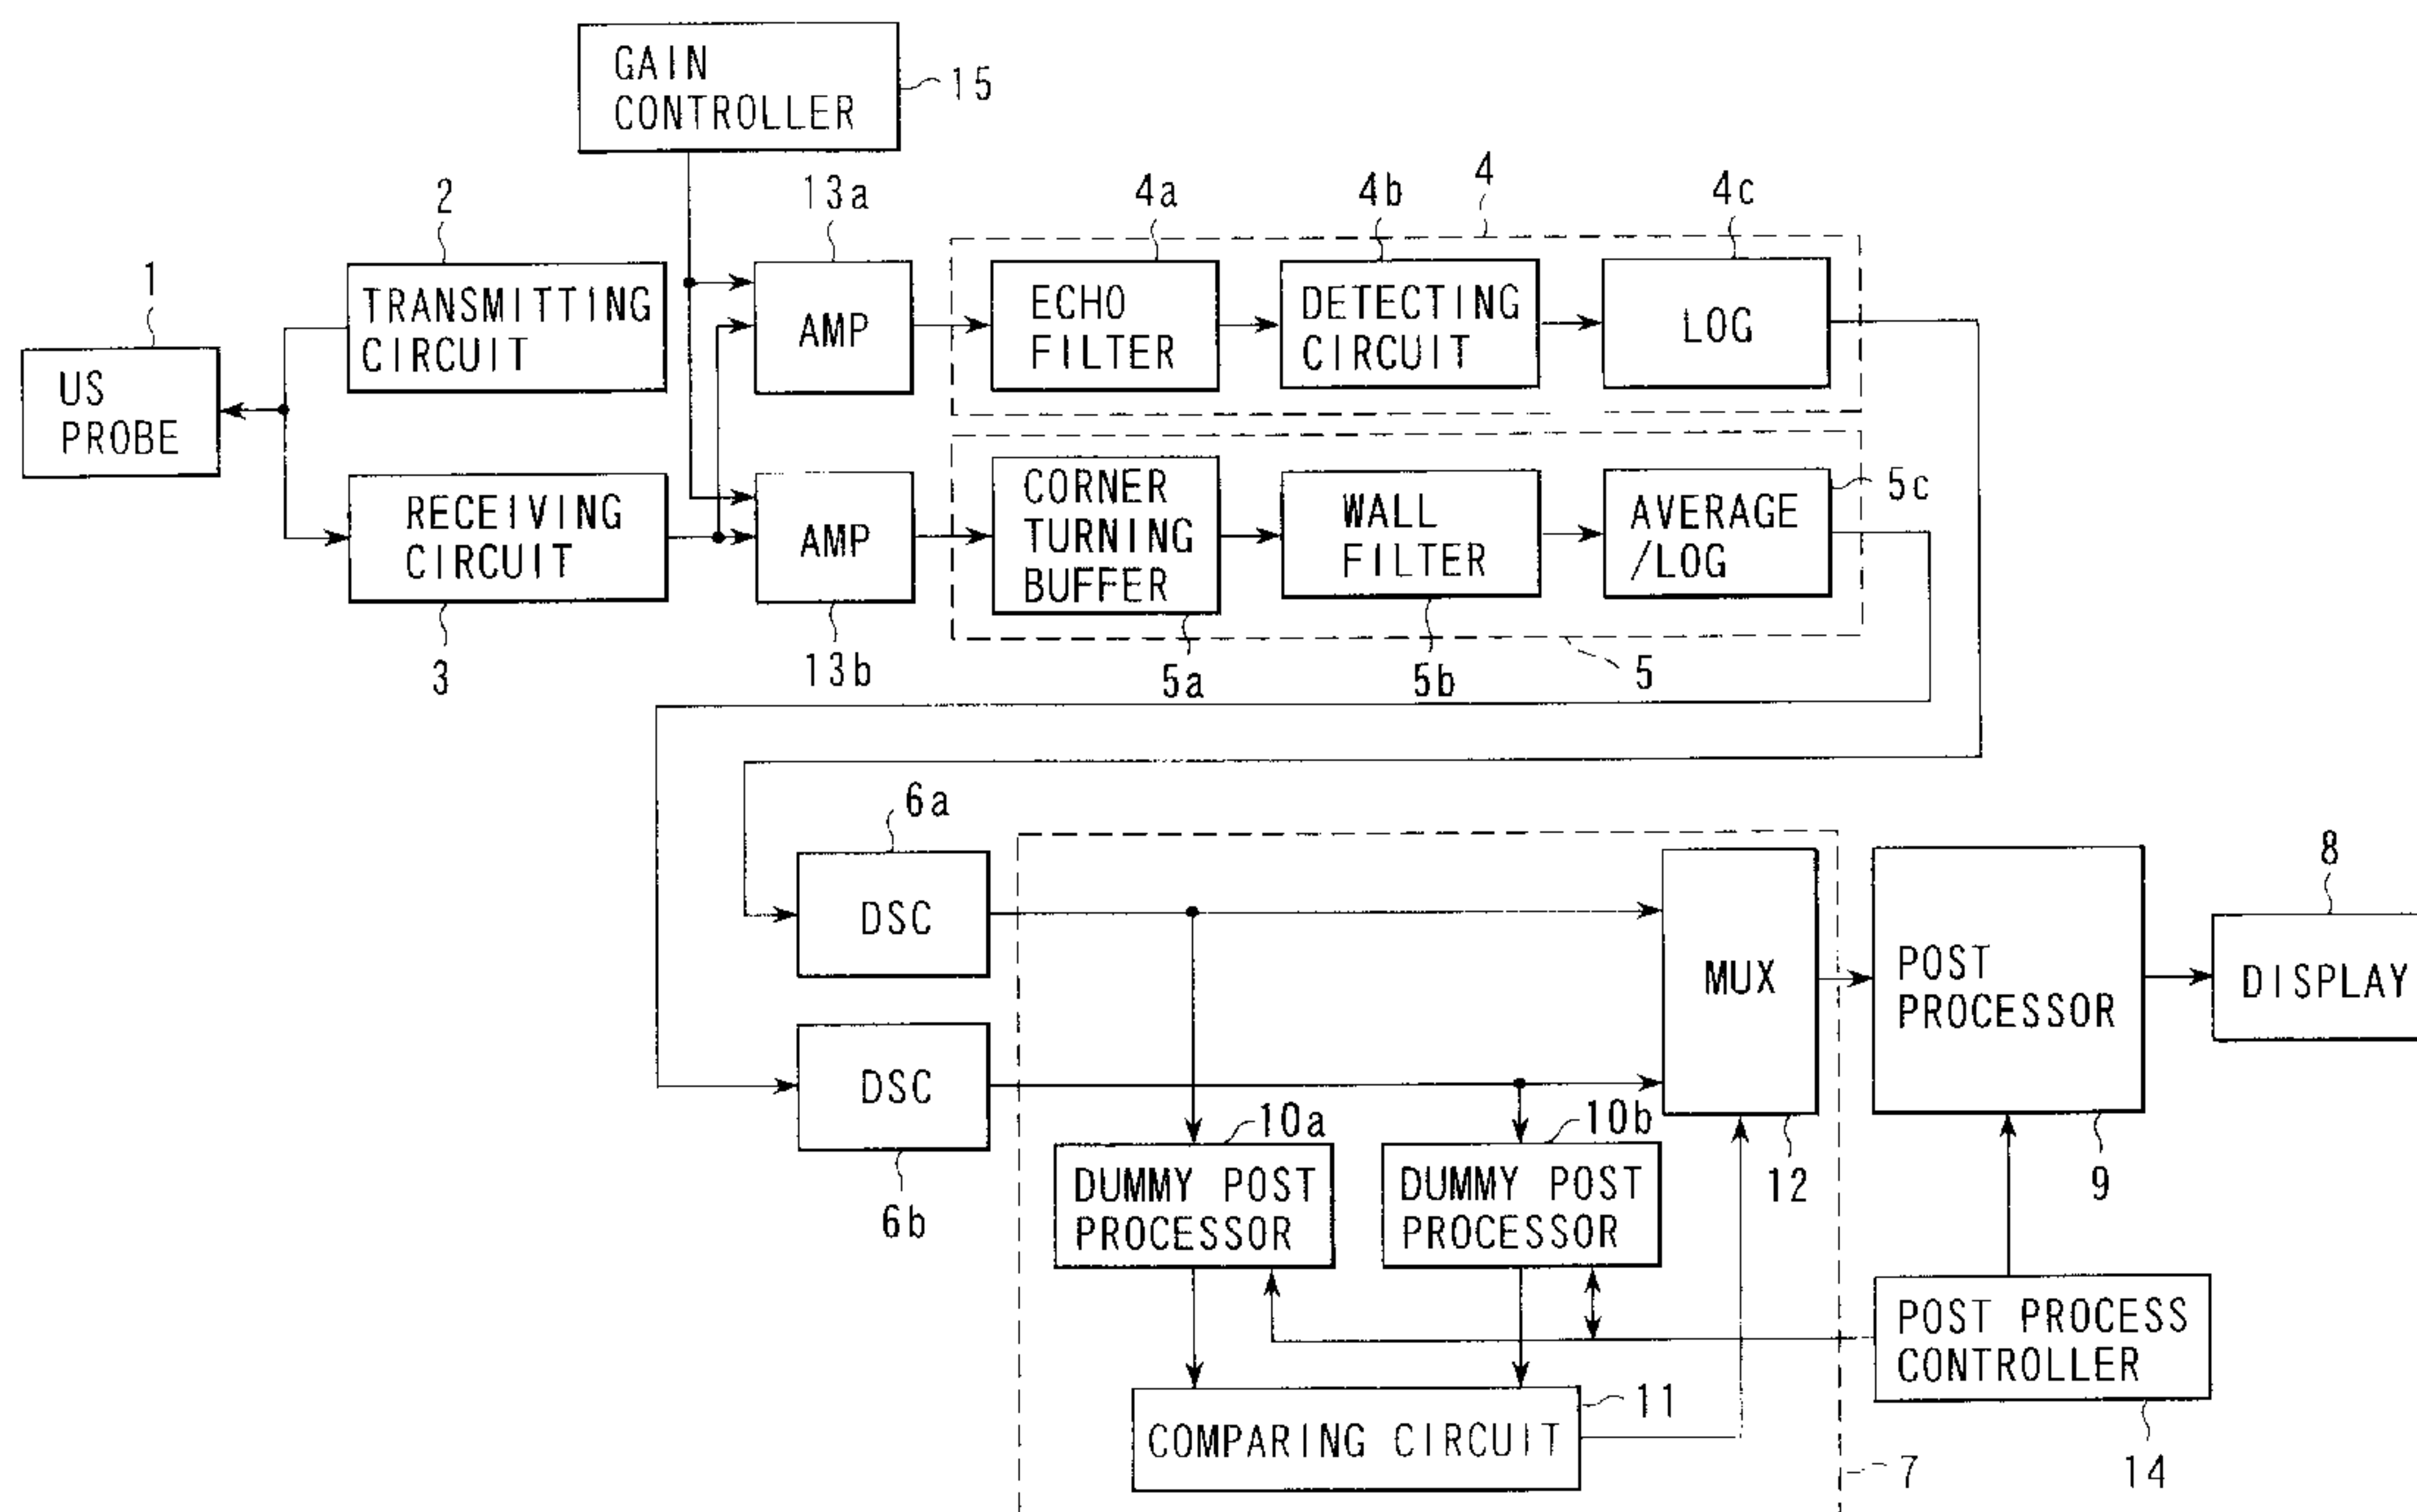 GAIN
CONTROLLER
15
2
13a
4a
4b
4
4c
1
TRANSMITTING
CIRCUIT
AMP
ECHO
FILTER
DETECTING
CIRCUIT
LOG
US
PROBE
RECEIVING
CIRCUIT
AMP
CORNER
TURNING
BUFFER
WALL
FILTER
AVERAGE
/LOG
5c
3
13b
5a
5b
5
6a
8
DSC
MUX
POST
PROCESSOR
DISPLAY
DSC
10a
10b
6b
DUMMY POST
PROCESSOR
DUMMY POST
PROCESSOR
12
9
POST PROCESS
CONTROLLER
11
COMPARING CIRCUIT
7
14